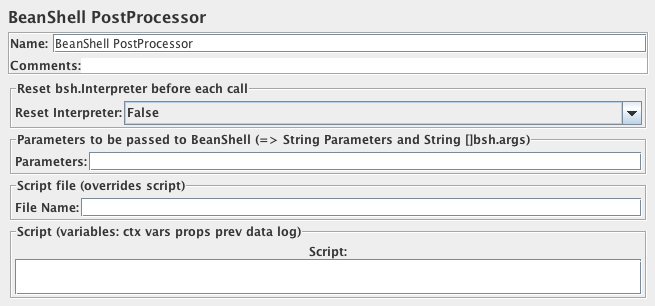 BeanShell PostProcessor
Name: BeanShell PostProcessor
Comments:
Reset bsh.Interpreter before each call
Reset Interpreter: False
Parameters to be passed to BeanShell (=> String Parameters and String []bsh.args)
Parameters:
Script file (overrides script)
File Name:
Script (variables: ctx vars props prev data log)
Script: